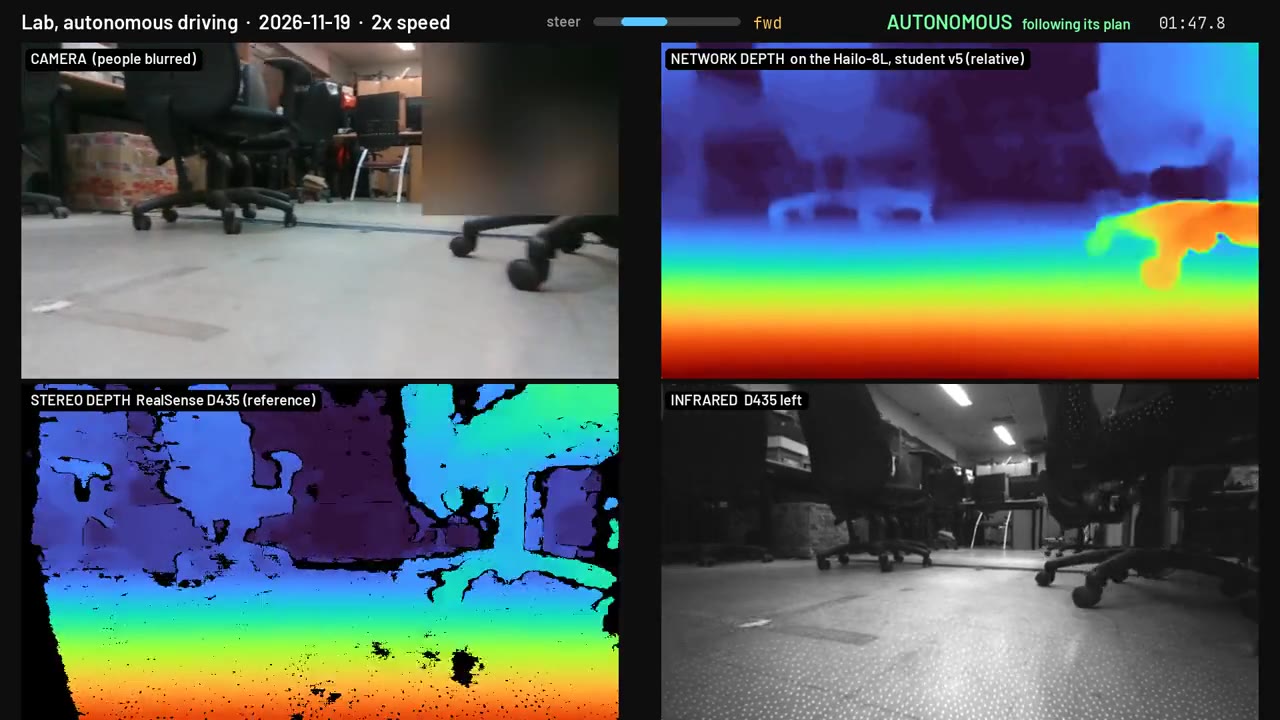 Lab, autonomous driving · 2026-11-19 · 2x speed
steer
fwd
AUTONOMOUS following its plan
01:47.8
CAMERA (people blurred)
NETWORK DEPTH on the Hailo-8L, student v5 (relative)
STEREO DEPTH RealSense D435 (reference)
INFRARED D435 left